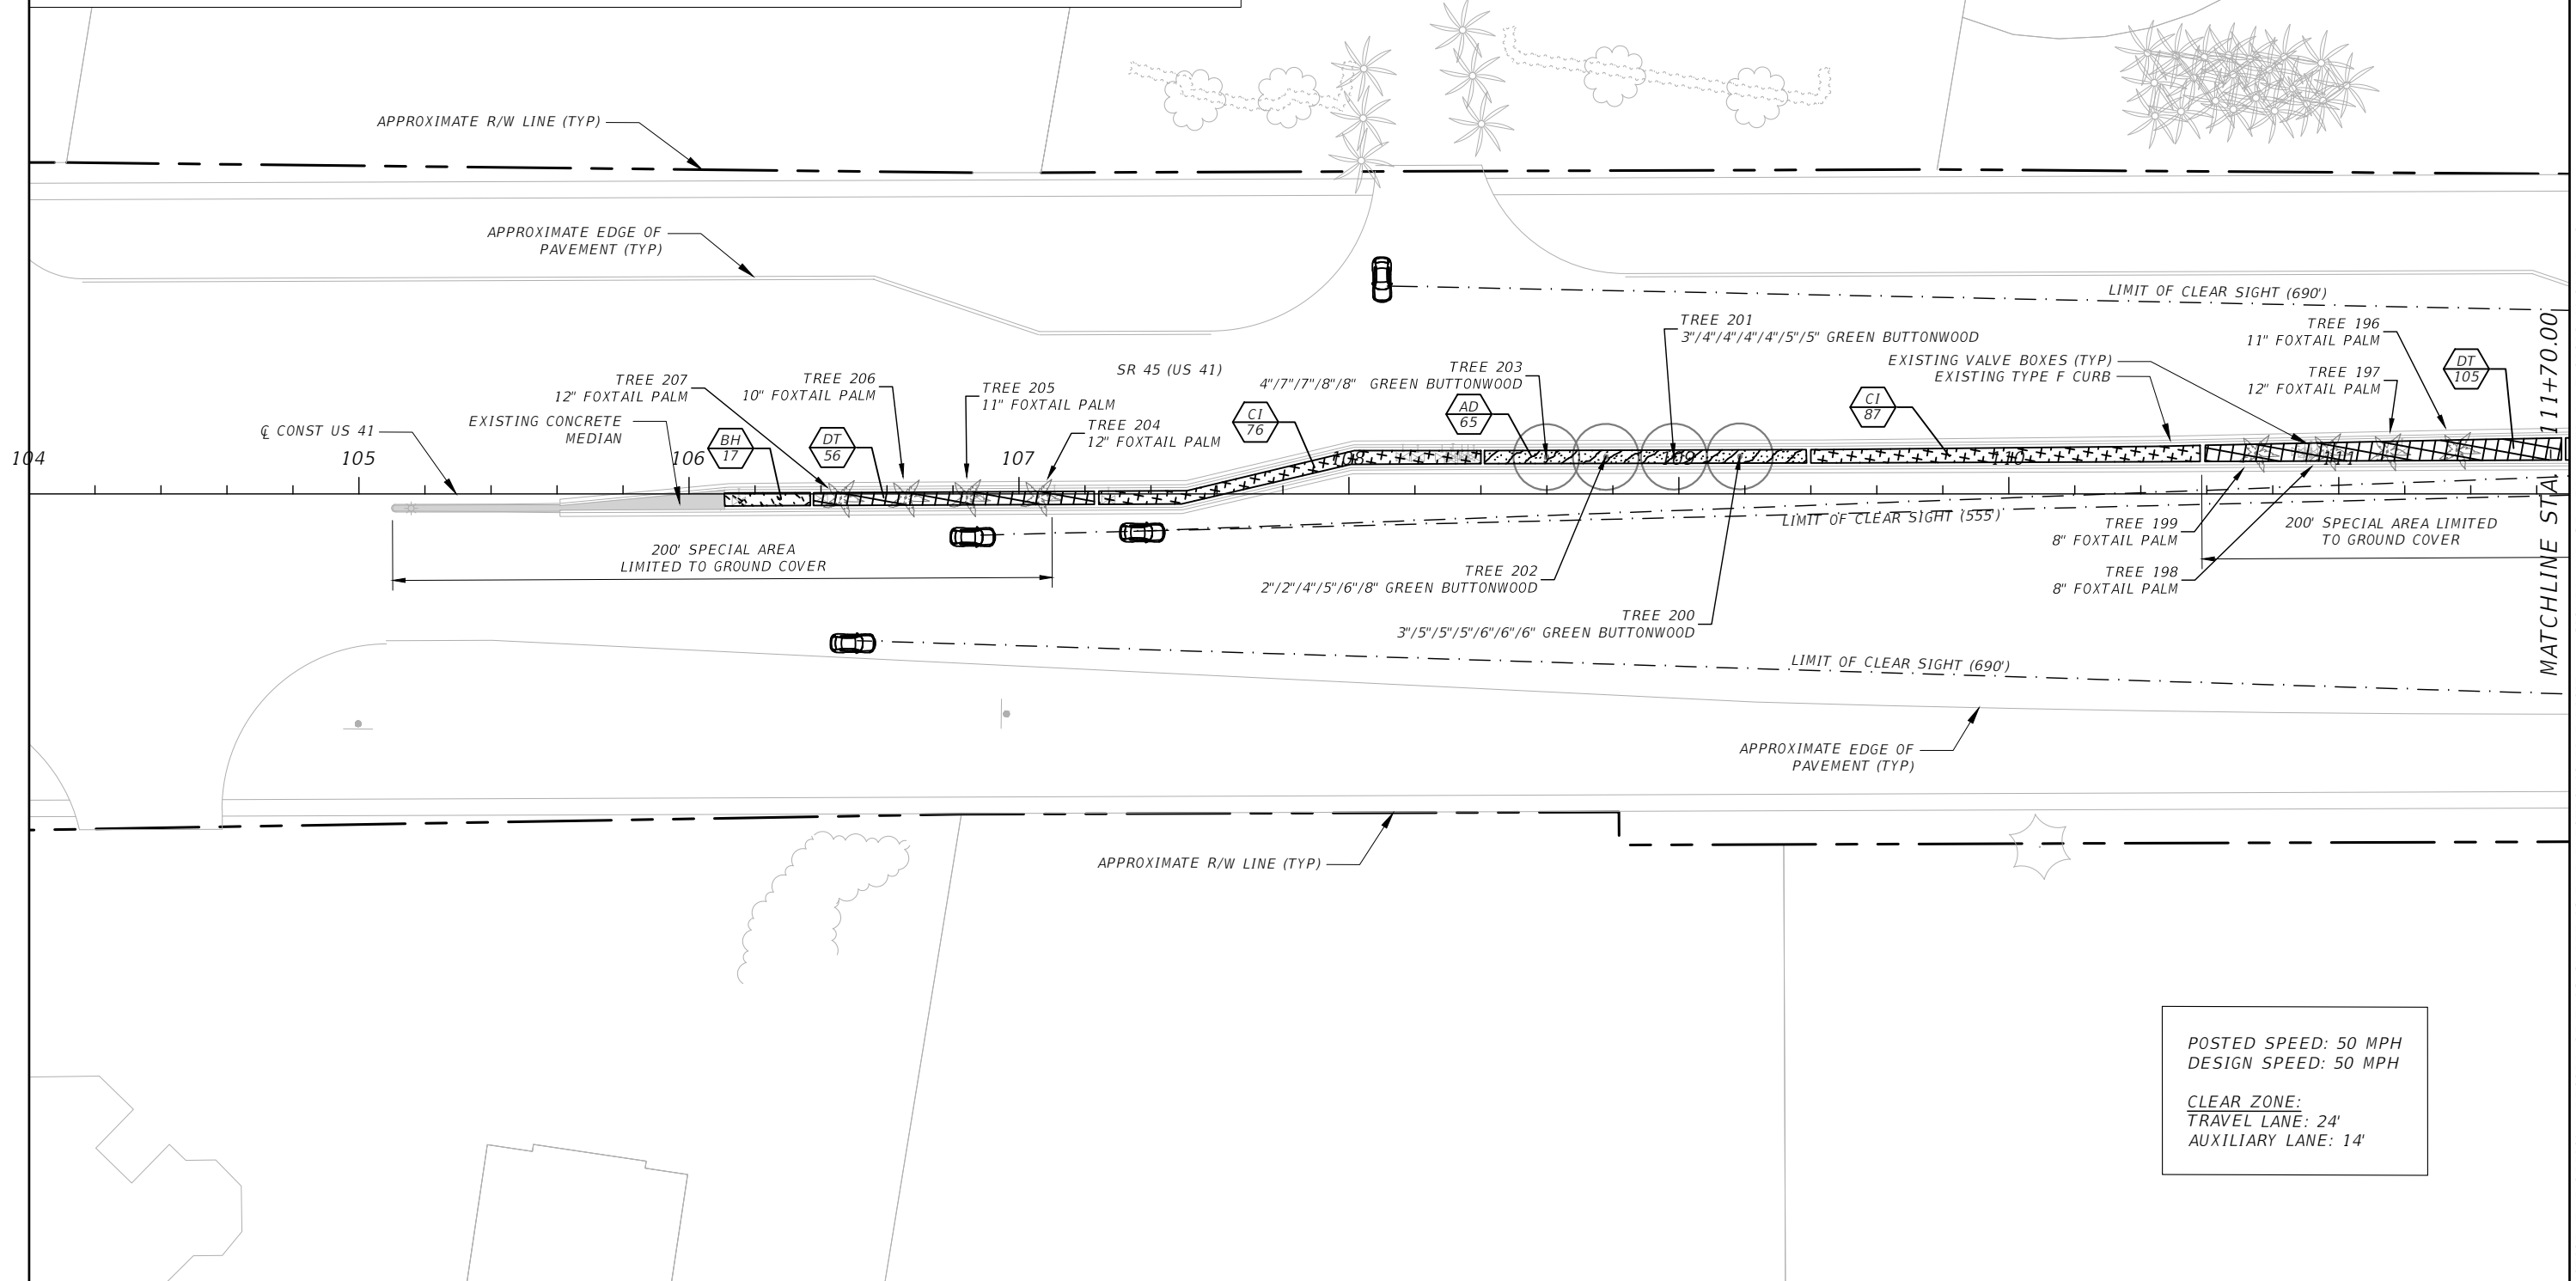 APPROXIMATE R/W LINE (TYP)
APPROXIMATE EDGE OF
PAVEMENT (TYP)
LIMIT OF CLEAR SIGHT (690')
TREE 201
3"/4"/4"/4"/4"/5"/5" GREEN BUTTONWOOD
TREE 196
11" FOXTAIL PALM
EXISTING VALVE BOXES (TYP)
EXISTING TYPE F CURB
DT
105
TREE 197
12" FOXTAIL PALM
SR 45 (US 41)
TREE 203
4"/7"/7"/8"/8" GREEN BUTTONWOOD
TREE 207
12" FOXTAIL PALM
TREE 206
10" FOXTAIL PALM
TREE 205
11" FOXTAIL PALM
AD
65
CI
87
CI
76
EXISTING CONCRETE
MEDIAN
℄ CONST US 41
BH
17
DT
56
TREE 204
12" FOXTAIL PALM
104
105
106
107
108
109
110
111
MATCHLINE STA. 111+70.00
LIMIT OF CLEAR SIGHT (555')
TREE 199
8" FOXTAIL PALM
200' SPECIAL AREA LIMITED
TO GROUND COVER
200' SPECIAL AREA
LIMITED TO GROUND COVER
TREE 202
2"/2"/4"/5"/6"/8" GREEN BUTTONWOOD
TREE 198
8" FOXTAIL PALM
TREE 200
3"/5"/5"/5"/6"/6"/6" GREEN BUTTONWOOD
LIMIT OF CLEAR SIGHT (690')
APPROXIMATE EDGE OF
PAVEMENT (TYP)
APPROXIMATE R/W LINE (TYP)
POSTED SPEED: 50 MPH
DESIGN SPEED: 50 MPH
CLEAR ZONE:
TRAVEL LANE: 24'
AUXILIARY LANE: 14'